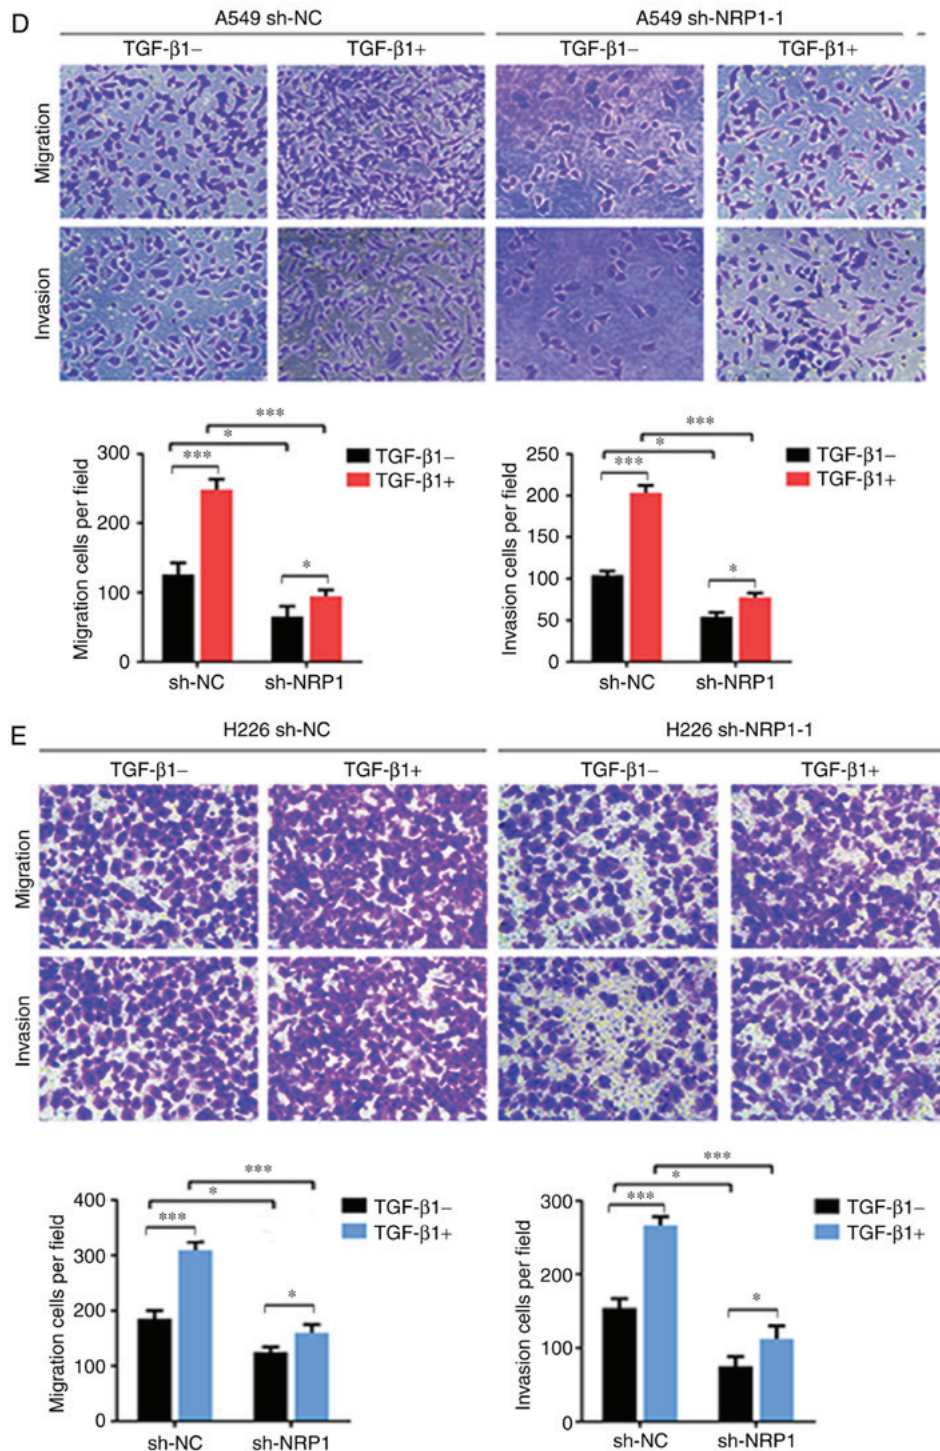 D
A549 sh-NC
A549 sh-NRP1-1
TGF-β1−
TGF-β1+
TGF-β1−
TGF-β1+
Migration
Invasion
***
*
***
*
300
200
100
0
Migration cells per field
sh-NC
sh-NRP1
TGF-β1−
TGF-β1+
***
*
***
*
250
200
150
100
50
0
Invasion cells per field
sh-NC
sh-NRP1
TGF-β1−
TGF-β1+
E
H226 sh-NC
H226 sh-NRP1-1
TGF-β1−
TGF-β1+
TGF-β1−
TGF-β1+
Migration
Invasion
***
*
***
*
400
300
200
100
0
Migration cells per field
sh-NC
sh-NRP1
TGF-β1−
TGF-β1+
***
*
***
*
300
200
100
0
Invasion cells per field
sh-NC
sh-NRP1
TGF-β1−
TGF-β1+